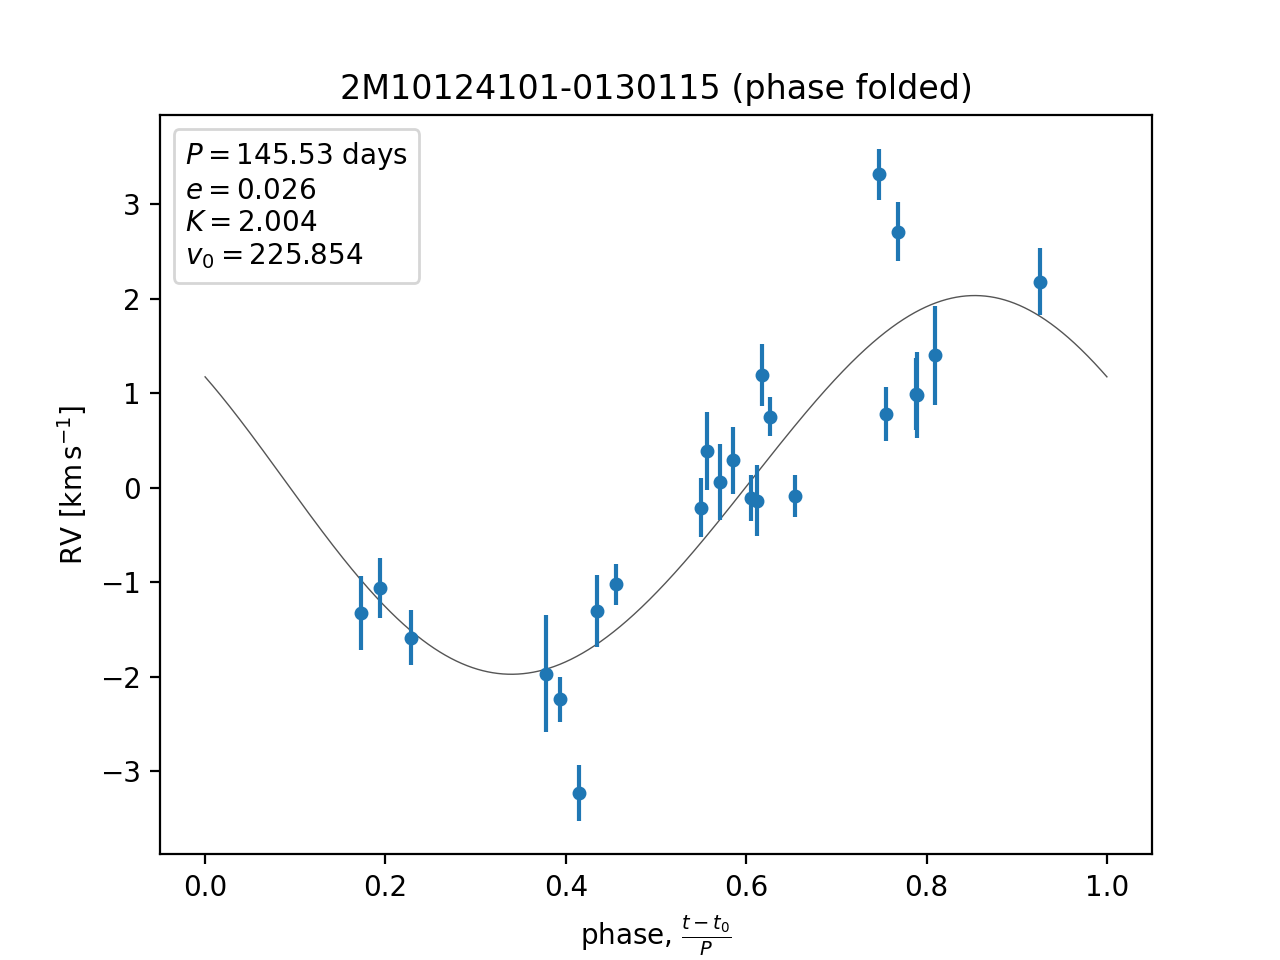 2M10124101-0130115 (phase folded)
P = 145.53 days
e = 0.026
K = 2.004
v₀ = 225.854
3
2
1
0
−1
−2
−3
RV [km s⁻¹]
0.0 0.2 0.4 0.6 0.8 1.0
phase, (t − t₀)/P